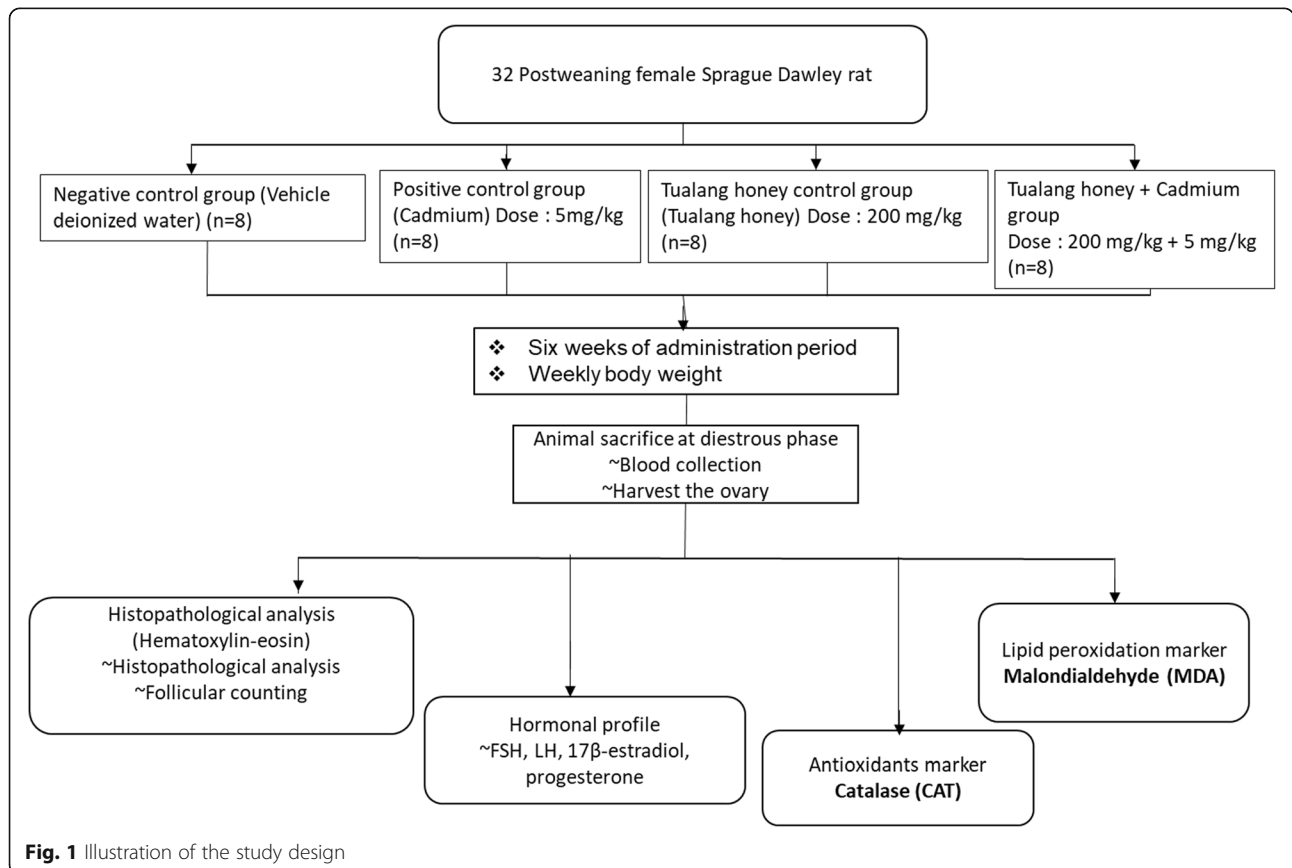 32 Postweaning female Sprague Dawley rat
Negative control group (Vehicle
deionized water) (n=8)
Positive control group
(Cadmium) Dose : 5mg/kg
(n=8)
Tualang honey control group
(Tualang honey) Dose : 200 mg/kg
(n=8)
Tualang honey + Cadmium
group
Dose : 200 mg/kg + 5 mg/kg
(n=8)
❖ Six weeks of administration period
❖ Weekly body weight
Animal sacrifice at diestrous phase
~Blood collection
~Harvest the ovary
Histopathological analysis
(Hematoxylin-eosin)
~Histopathological analysis
~Follicular counting
Hormonal profile
~FSH, LH, 17β-estradiol,
progesterone
Antioxidants marker
Catalase (CAT)
Lipid peroxidation marker
Malondialdehyde (MDA)
Fig. 1 Illustration of the study design